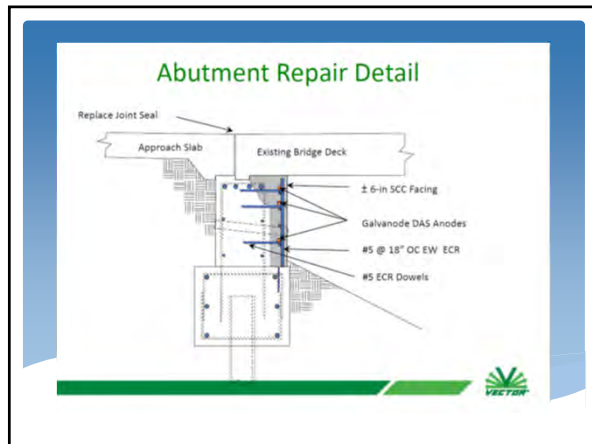 Abutment Repair Detail
Replace Joint Seal
Approach Slab
Existing Bridge Deck
± 6-in SCC Facing
Galvanode DAS Anodes
#5 @ 18" OC EW ECR
#5 ECR Dowels
VECTOR